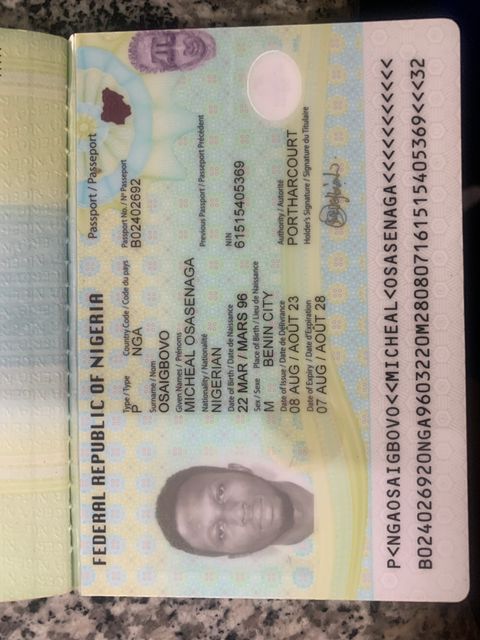 FEDERAL REPUBLIC OF NIGERIA
Passport / Passeport
Type / Type Country Code / Code du pays Passport No. / Nº Passeport
P NGA B02402692
Surname / Nom
OSAIGBOVO
Given Names / Prénoms
MICHEAL OSASENAGA
Nationality / Nationalité Previous Passport / Passeport Précédent
NIGERIAN
Date of Birth / Date de Naissance NIN
22 MAR / MARS 96 61515405369
Sex / Sexe Place of Birth / Lieu de Naissance
M BENIN CITY
Date of Issue / Date de Délivrance Authority / Autorité
08 AUG / AOÛT 23 PORTHARCOURT
Date of Expiry / Date d'Expiration Holder's Signature / Signature du Titulaire
07 AUG / AOÛT 28
P<NGAOSAIGBOVO<<MICHEAL<OSASENAGA<<<<<<<<<<<
B024026920NGA9603220M28080716151540536​9<<<32